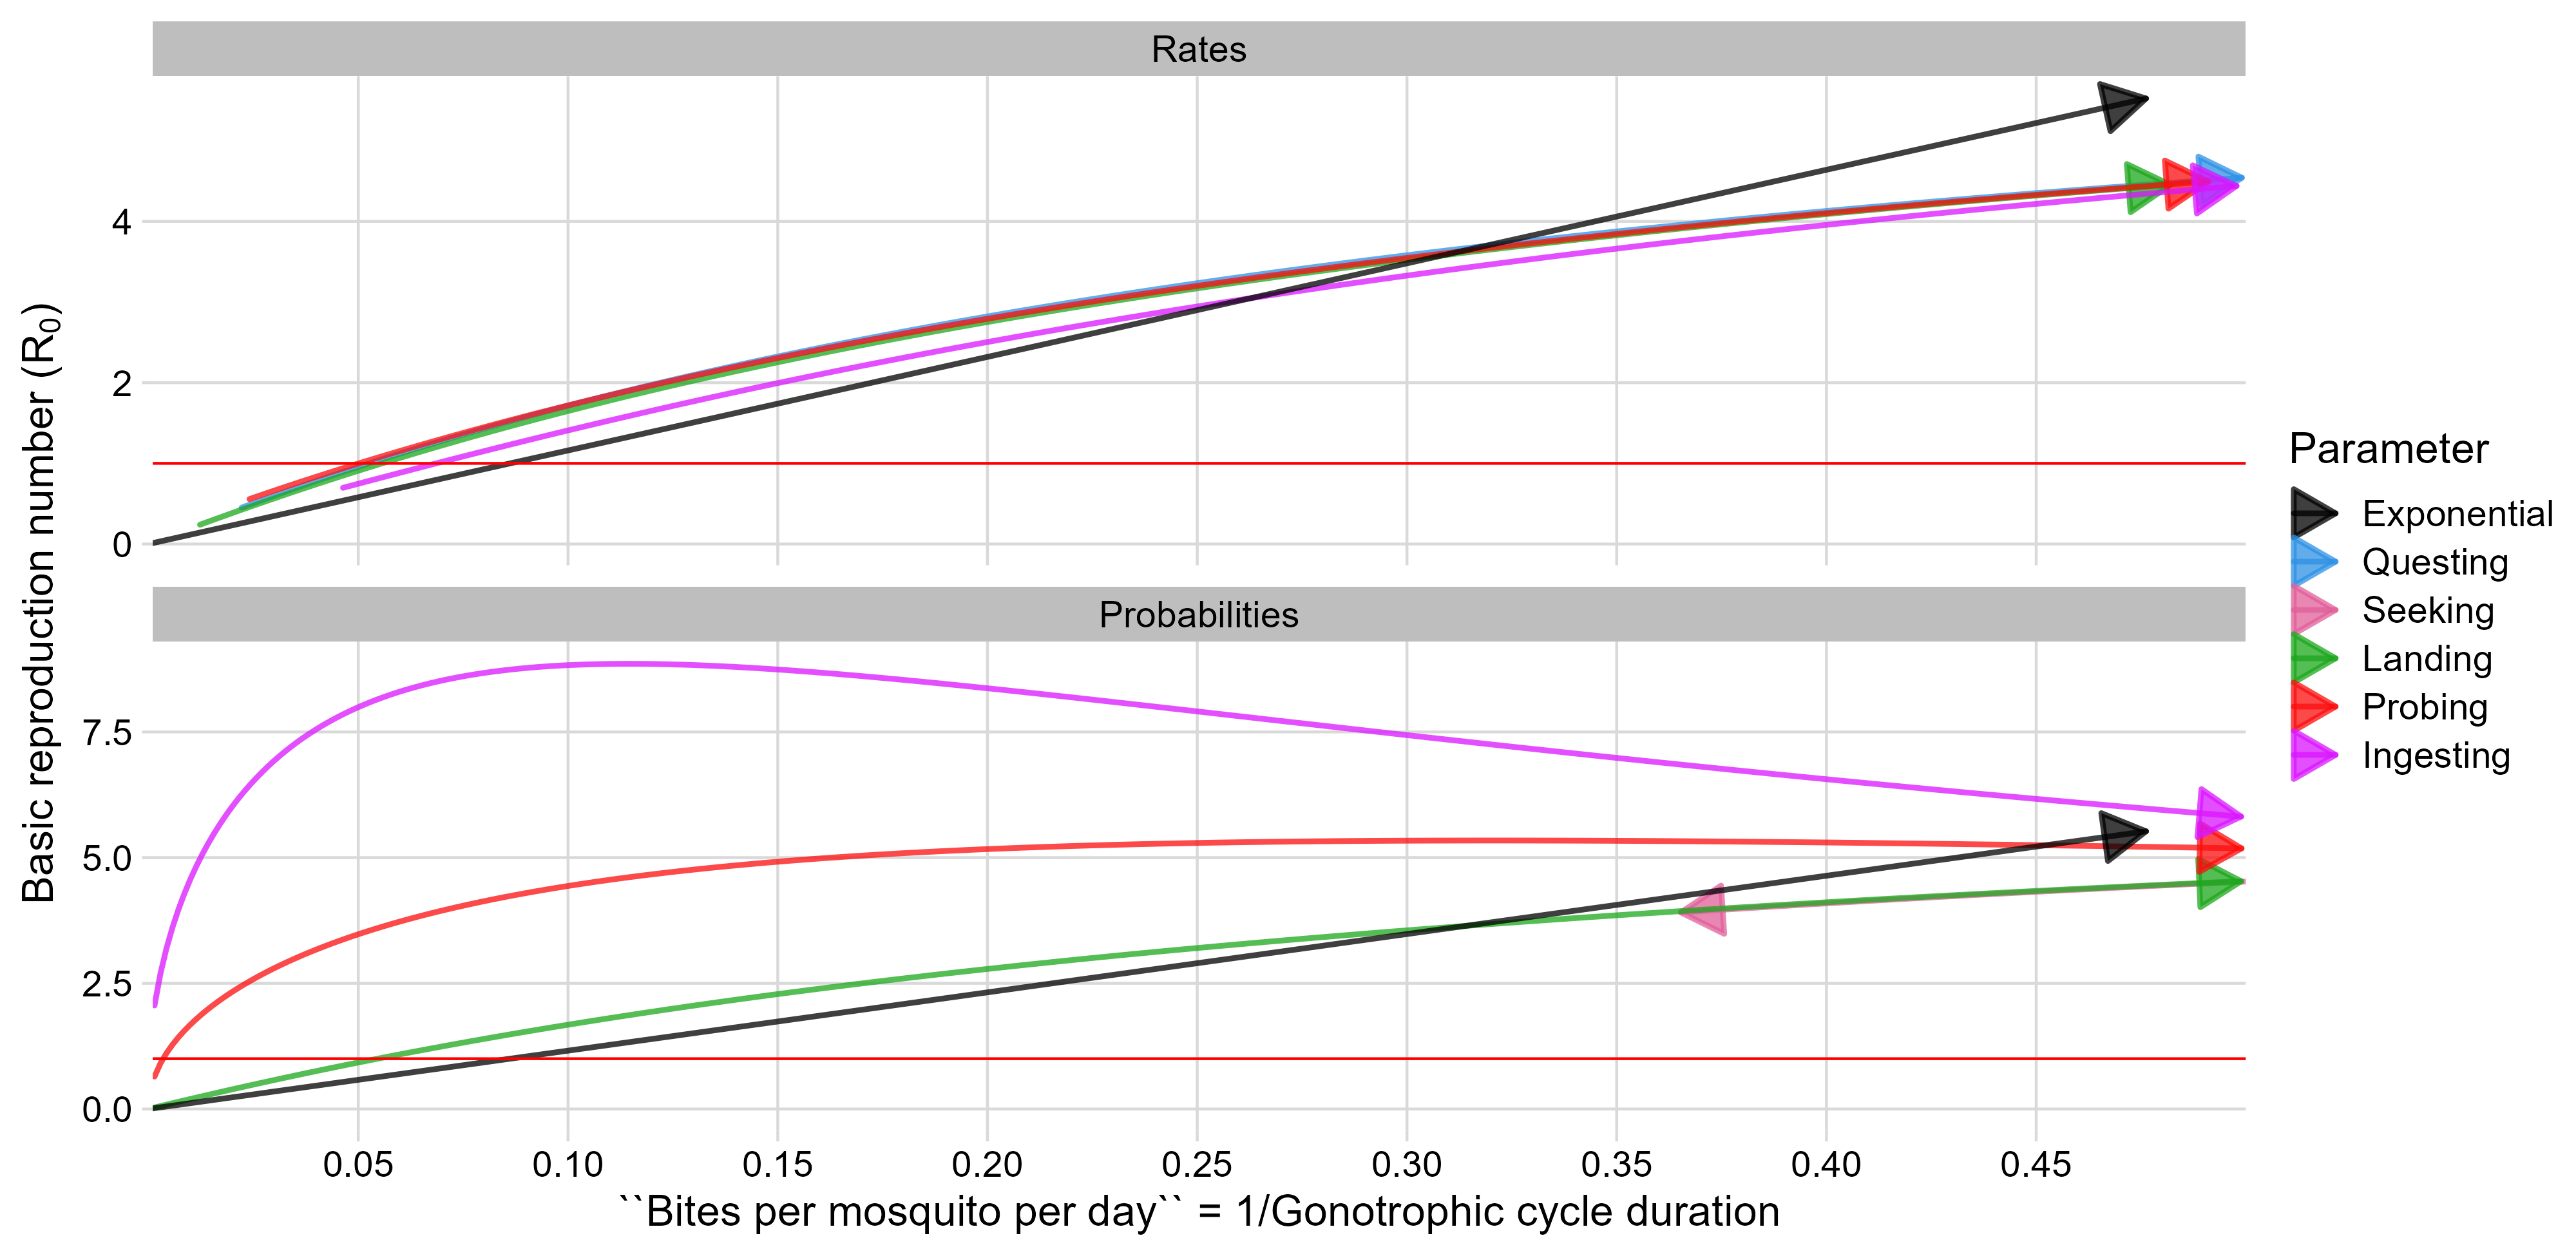 Rates
Basic reproduction number (R₀)
4
2
0
Probabilities
7.5
5.0
2.5
0.0
0.05 0.10 0.15 0.20 0.25 0.30 0.35 0.40 0.45
``Bites per mosquito per day`` = 1/Gonotrophic cycle duration
Parameter
Exponential
Questing
Seeking
Landing
Probing
Ingesting